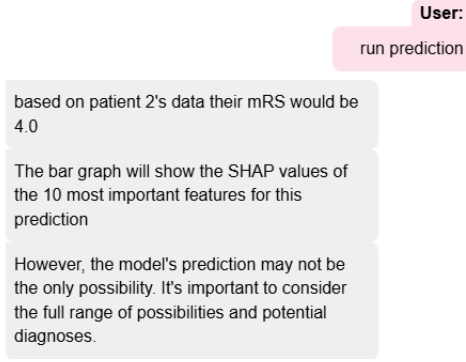 User:
run prediction
based on patient 2's data their mRS would be
4.0
The bar graph will show the SHAP values of
the 10 most important features for this
prediction
However, the model's prediction may not be
the only possibility. It's important to consider
the full range of possibilities and potential
diagnoses.